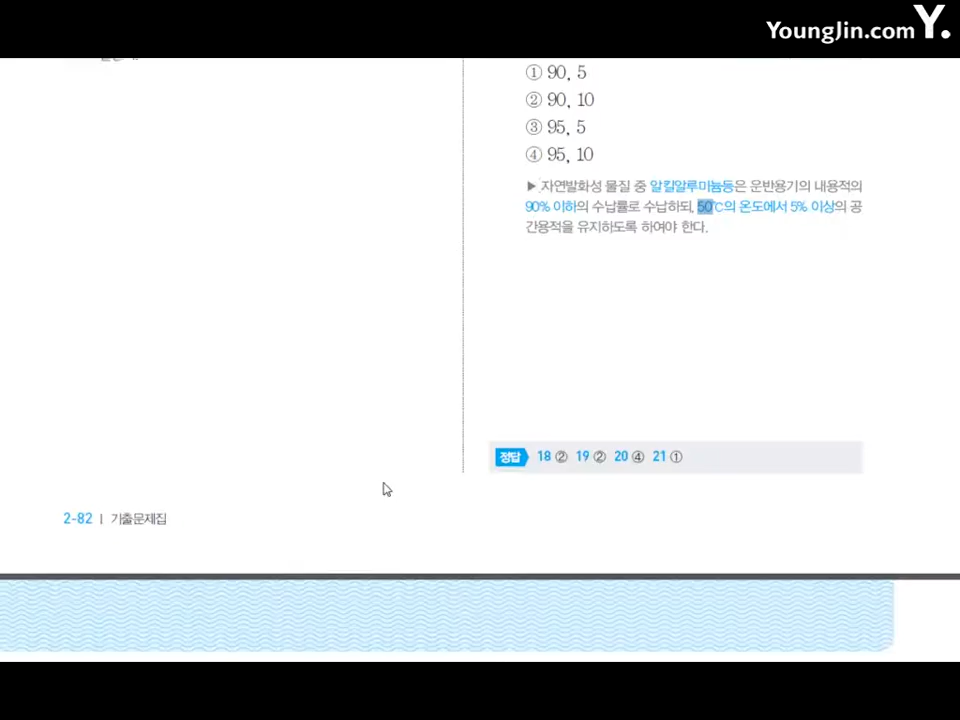 YoungJin.com Y.
① 90, 5
② 90, 10
③ 95, 5
④ 95, 10
▶ 자연발화성 물질 중 알킬알루미늄등은 운반용기의 내용적의
90% 이하의 수납률로 수납하되, 50℃의 온도에서 5% 이상의 공
간용적을 유지하도록 하여야 한다.
정답 18 ② 19 ② 20 ④ 21 ①
2-82 | 기출문제집